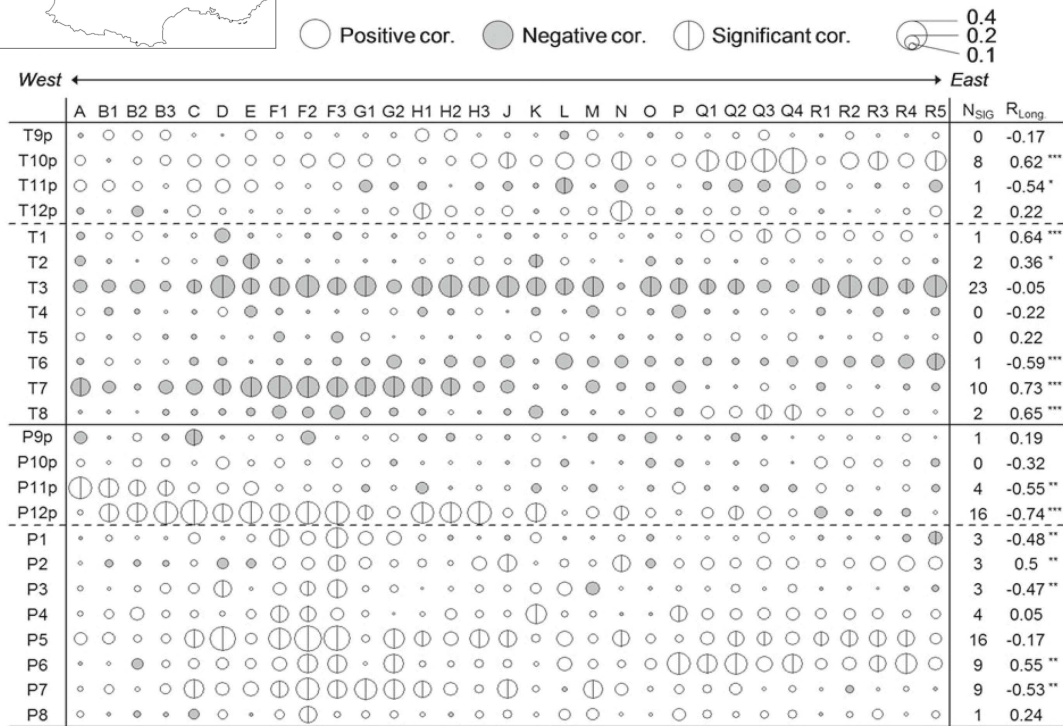 Positive cor. Negative cor. Significant cor. 0.4
0.2
0.1
West East
A B1 B2 B3 C D E F1 F2 F3 G1 G2 H1 H2 H3 J K L M N O P Q1 Q2 Q3 Q4 R1 R2 R3 R4 R5 NSIG RLong.
T9p 0 -0.17
T10p 8 0.62 ***
T11p 1 -0.54 *
T12p 2 0.22
T1 1 0.64 ***
T2 2 0.36 *
T3 23 -0.05
T4 0 -0.22
T5 0 0.22
T6 1 -0.59 ***
T7 10 0.73 ***
T8 2 0.65 ***
P9p 1 0.19
P10p 0 -0.32
P11p 4 -0.55 **
P12p 16 -0.74 ***
P1 3 -0.48 **
P2 3 0.5 **
P3 3 -0.47 **
P4 4 0.05
P5 16 -0.17
P6 9 0.55 **
P7 9 -0.53 **
P8 1 0.24